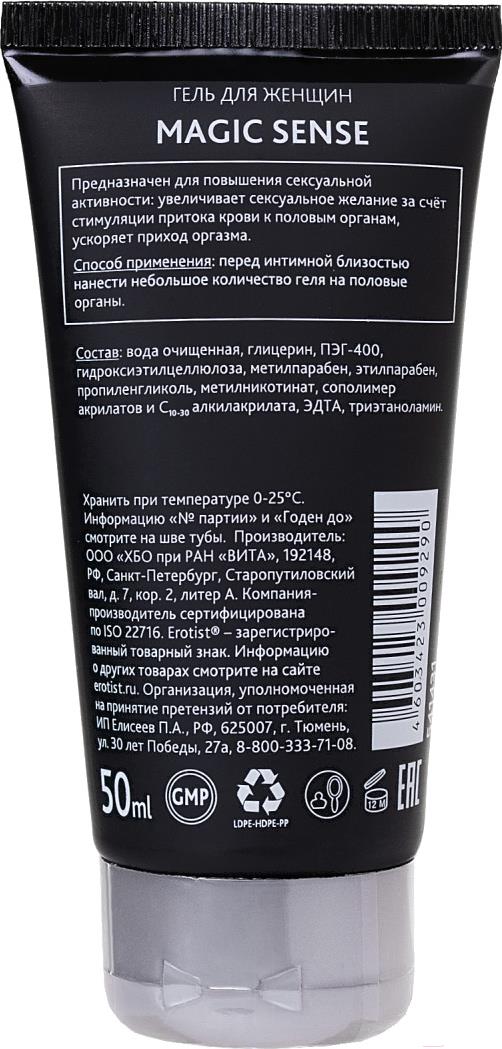 ГЕЛЬ ДЛЯ ЖЕНЩИН
MAGIC SENSE
Предназначен для повышения сексуальной
активности: увеличивает сексуальное желание за счёт
стимуляции притока крови к половым органам,
ускоряет приход оргазма.
Способ применения: перед интимной близостью
нанести небольшое количество геля на половые
органы.
Состав: вода очищенная, глицерин, ПЭГ-400,
гидроксиэтилцеллюлоза, метилпарабен, этилпарабен,
пропиленгликоль, метилникотинат, сополимер
акрилатов и C₁₀₋₃₀ алкилакрилата, ЭДТА, триэтаноламин.
Хранить при температуре 0-25°C.
Информацию «№ партии» и «Годен до»
смотрите на шве тубы. Производитель:
ООО «ХБО при РАН «ВИТА», 192148,
РФ, Санкт-Петербург, Старопутиловский
вал, д. 7, кор. 2, литер А. Компания-
производитель сертифицирована
по ISO 22716. Erotist® – зарегистриро-
ванный товарный знак. Информацию
о других товарах смотрите на сайте
erotist.ru. Организация, уполномоченная
на принятие претензий от потребителя:
ИП Елисеев П.А., РФ, 625007, г. Тюмень,
ул. 30 лет Победы, 27а, 8-800-333-71-08.
4603423009290
50ml
GMP
LDPE-HDPE-PP
12 M
EAC